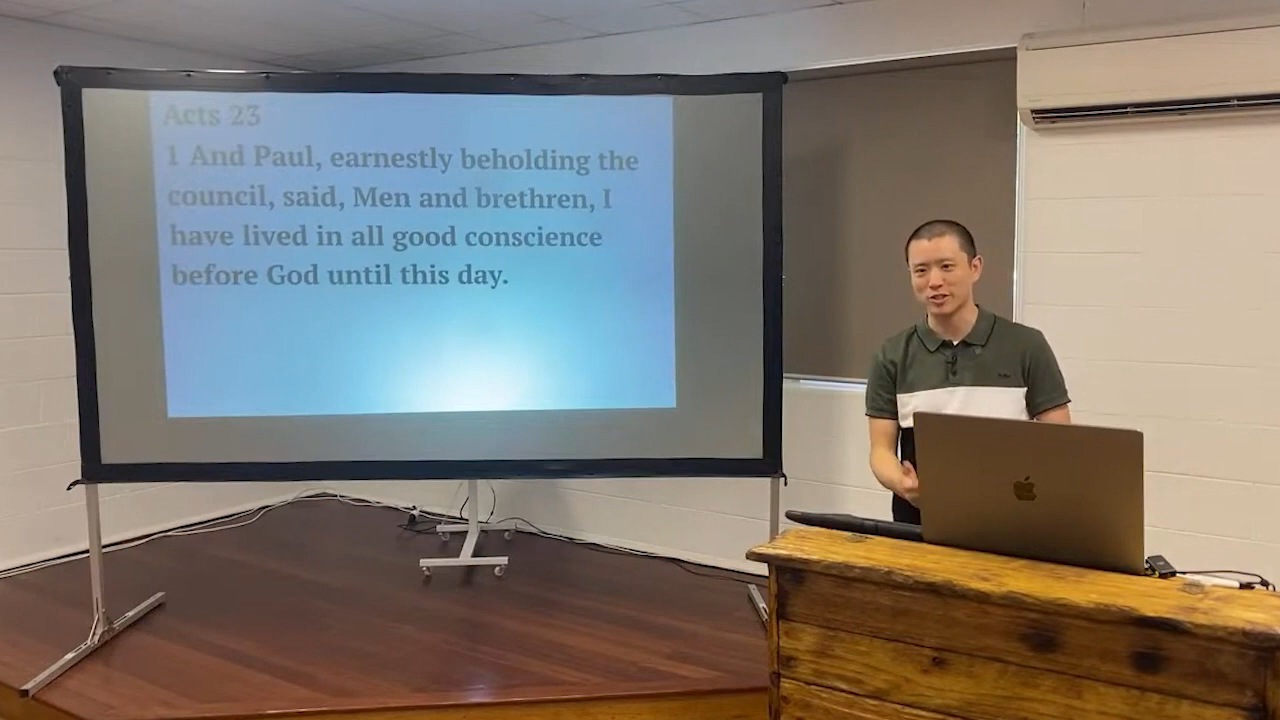 Acts 23
1 And Paul, earnestly beholding the
council, said, Men and brethren, I
have lived in all good conscience
before God until this day.